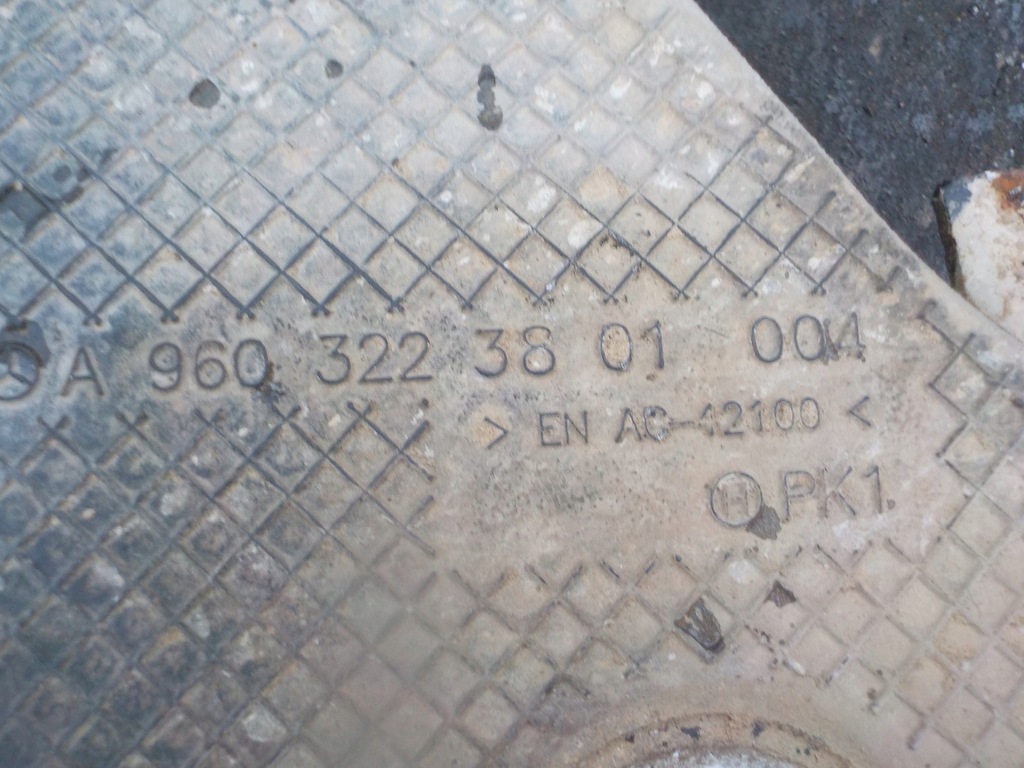 A 960 322 38 01 004
> EN AC-42100 <
H PK1